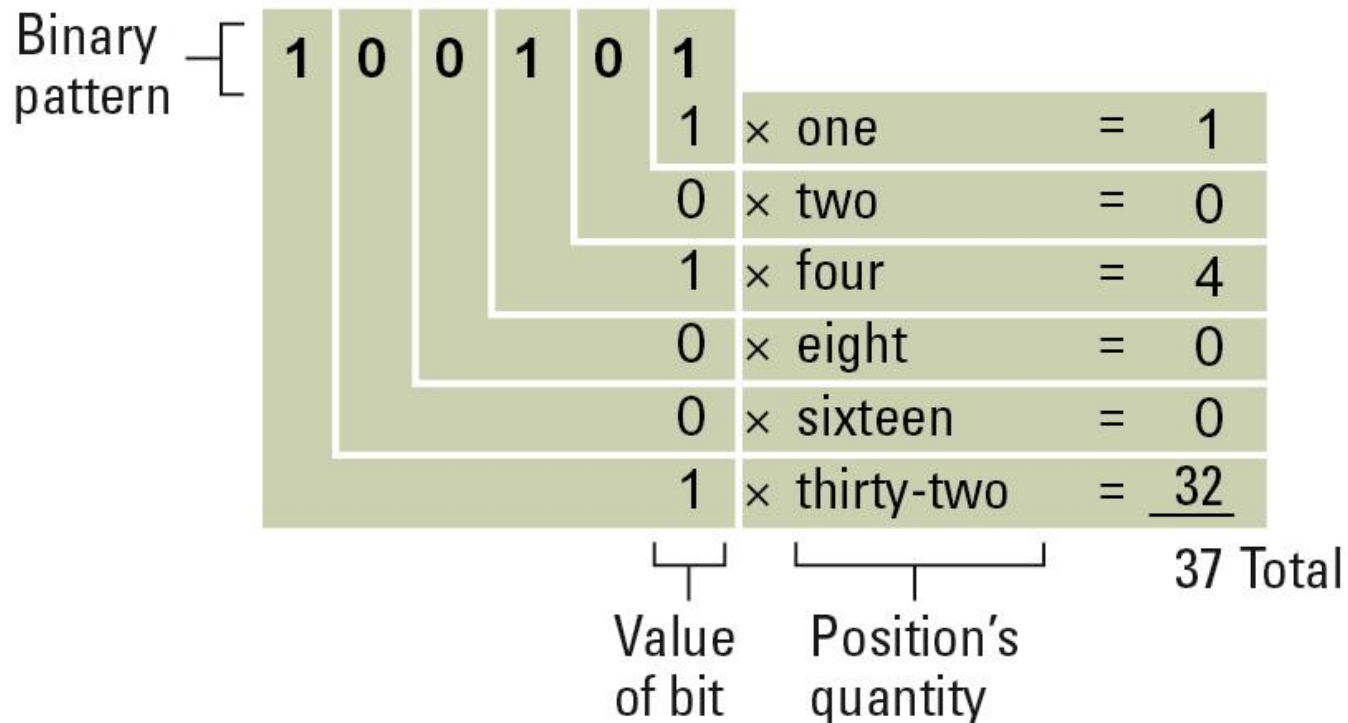 Binary
pattern
1 0 0 1 0 1
1 × one = 1
0 × two = 0
1 × four = 4
0 × eight = 0
0 × sixteen = 0
1 × thirty-two = 32
37 Total
Value
of bit
Position’s
quantity